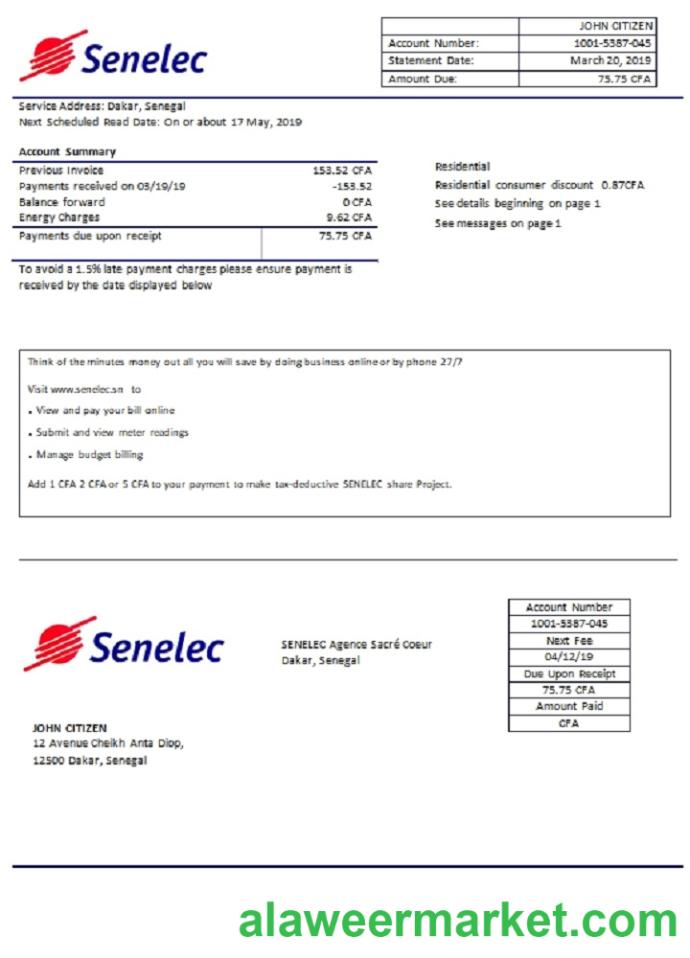 Senelec
JOHN CITIZEN
Account Number: 1001-5387-045
Statement Date: March 20, 2019
Amount Due: 75.75 CFA
Service Address: Dakar, Senegal
Next Scheduled Read Date: On or about 17 May, 2019
Account Summary
Previous Invoice 153.52 CFA
Payments received on 03/19/19 -153.52
Balance forward 0 CFA
Energy Charges 9.62 CFA
Payments due upon receipt 75.75 CFA
Residential
Residential consumer discount 0.87CFA
See details beginning on page 1
See messages on page 1
To avoid a 1.5% late payment charges please ensure payment is
received by the date displayed below
Think of the minutes money out all you will save by doing business online or by phone 27/7
Visit www.senelec.sn to
• View and pay your bill online
• Submit and view meter readings
• Manage budget billing
Add 1 CFA 2 CFA or 5 CFA to your payment to make tax-deductive SENELEC share Project.
Senelec
SENELEC Agence Sacré Coeur
Dakar, Senegal
Account Number
1001-5387-045
Next Fee
04/12/19
Due Upon Receipt
75.75 CFA
Amount Paid
CFA
JOHN CITIZEN
12 Avenue Cheikh Anta Diop,
12500 Dakar, Senegal
alaweermarket.com